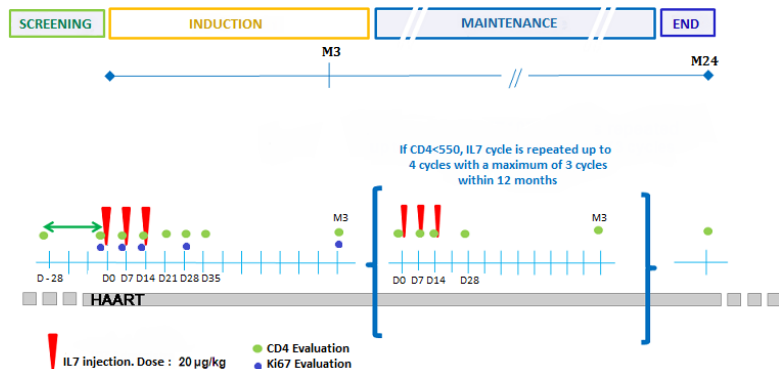 SCREENING INDUCTION MAINTENANCE END
M3
M24
If CD4<550, IL7 cycle is repeated up to
4 cycles with a maximum of 3 cycles
within 12 months
M3 M3
D - 28 D0 D7 D14 D21 D28 D35 D0 D7 D14 D28
HAART
IL7 injection. Dose : 20 µg/kg
CD4 Evaluation
Ki67 Evaluation